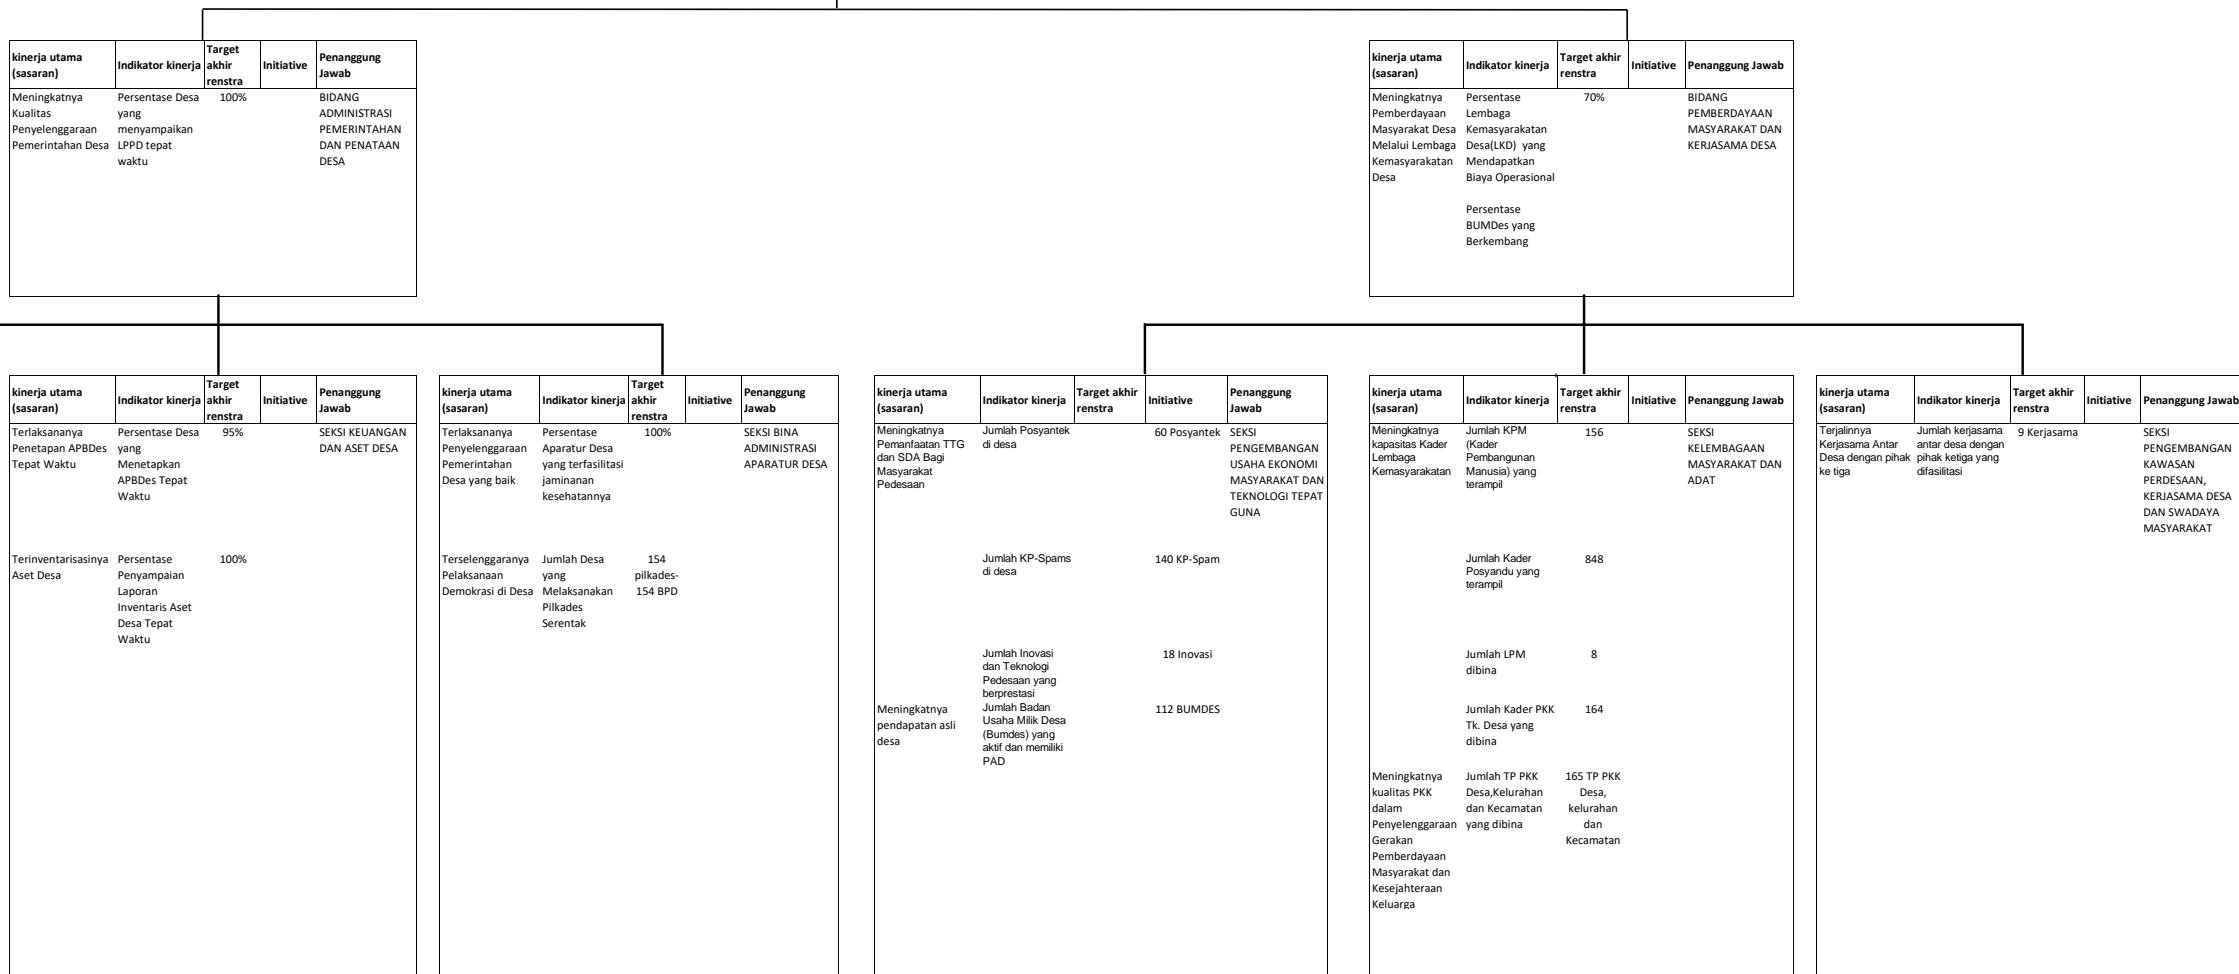 kinerja utama
(sasaran)
Indikator kinerja
Target
akhir
renstra
Initiative
Penanggung
Jawab
Meningkatnya
Kualitas
Penyelenggaraan
Pemerintahan Desa
Persentase Desa
yang
menyampaikan
LPPD tepat
waktu
100%
BIDANG
ADMINISTRASI
PEMERINTAHAN
DAN PENATAAN
DESA
kinerja utama
(sasaran)
Indikator kinerja
Target akhir
renstra
Initiative
Penanggung Jawab
Meningkatnya
Pemberdayaan
Masyarakat Desa
Melalui Lembaga
Kemasyarakatan
Desa
Persentase
Lembaga
Kemasyarakatan
Desa(LKD)  yang
Mendapatkan
Biaya Operasional
Persentase
BUMDes yang
Berkembang
70%
BIDANG
PEMBERDAYAAN
MASYARAKAT DAN
KERJASAMA DESA
kinerja utama
(sasaran)
Indikator kinerja
Target
akhir
renstra
Initiative
Penanggung
Jawab
Terlaksananya
Penetapan APBDes
Tepat Waktu
Persentase Desa
yang
Menetapkan
APBDes Tepat
Waktu
95%
SEKSI KEUANGAN
DAN ASET DESA
Terinventarisasinya
Aset Desa
Persentase
Penyampaian
Laporan
Inventaris Aset
Desa Tepat
Waktu
100%
kinerja utama
(sasaran)
Indikator kinerja
Target
akhir
renstra
Initiative
Penanggung
Jawab
Terlaksananya
Penyelenggaraan
Pemerintahan
Desa yang baik
Persentase
Aparatur Desa
yang terfasilitasi
jaminanan
kesehatannya
100%
SEKSI BINA
ADMINISTRASI
APARATUR DESA
Terselenggaranya
Pelaksanaan
Demokrasi di Desa
Jumlah Desa
yang
Melaksanakan
Pilkades
Serentak
154
pilkades-
154 BPD
kinerja utama
(sasaran)
Indikator kinerja
Target akhir
renstra
Initiative
Penanggung
Jawab
Meningkatnya
Pemanfaatan TTG
dan SDA Bagi
Masyarakat
Pedesaan
Jumlah Posyantek
di desa
60 Posyantek
SEKSI
PENGEMBANGAN
USAHA EKONOMI
MASYARAKAT DAN
TEKNOLOGI TEPAT
GUNA
Jumlah KP-Spams
di desa
140 KP-Spam
Jumlah Inovasi
dan Teknologi
Pedesaan yang
berprestasi
18 Inovasi
Meningkatnya
pendapatan asli
desa
Jumlah Badan
Usaha Milik Desa
(Bumdes) yang
aktif dan memiliki
PAD
112 BUMDES
kinerja utama
(sasaran)
Indikator kinerja
Target akhir
renstra
Initiative
Penanggung Jawab
Meningkatnya
kapasitas Kader
Lembaga
Kemasyarakatan
Jumlah KPM
(Kader
Pembangunan
Manusia) yang
terampil
156
SEKSI
KELEMBAGAAN
MASYARAKAT DAN
ADAT
Jumlah Kader
Posyandu yang
terampil
848
Jumlah LPM
dibina
8
Jumlah Kader PKK
Tk. Desa yang
dibina
164
Meningkatnya
kualitas PKK
dalam
Penyelenggaraan
Gerakan
Pemberdayaan
Masyarakat dan
Kesejahteraan
Keluarga
Jumlah TP PKK
Desa,Kelurahan
dan Kecamatan
yang dibina
165 TP PKK
Desa,
kelurahan
dan
Kecamatan
kinerja utama
(sasaran)
Indikator kinerja
Target akhir
renstra
Initiative
Penanggung Jawab
Terjalinnya
Kerjasama Antar
Desa dengan pihak
ke tiga
Jumlah kerjasama
antar desa dengan
pihak ketiga yang
difasilitasi
9 Kerjasama
SEKSI
PENGEMBANGAN
KAWASAN
PERDESAAN,
KERJASAMA DESA
DAN SWADAYA
MASYARAKAT